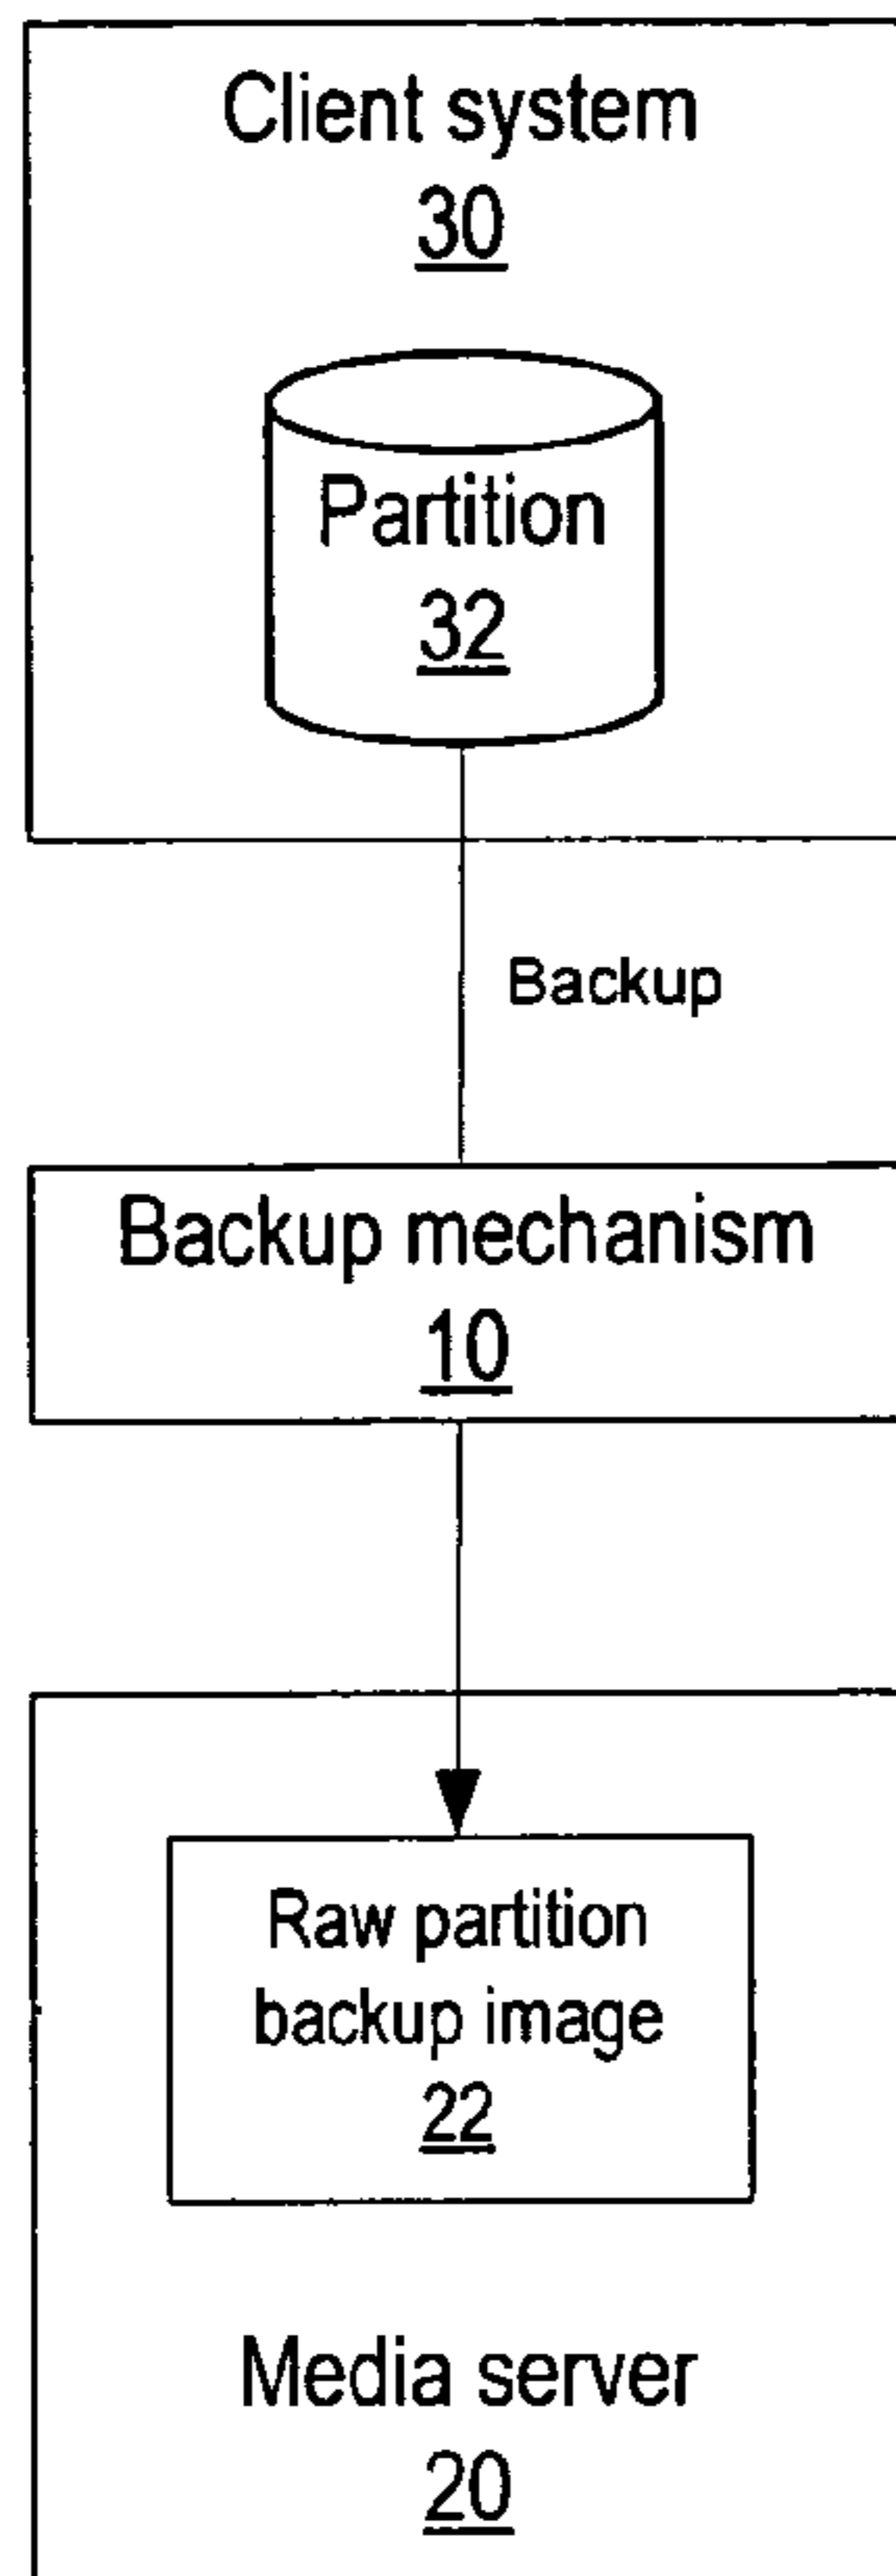 Client system
30
Partition
32
Backup
Backup mechanism
10
Raw partition
backup image
22
Media server
20